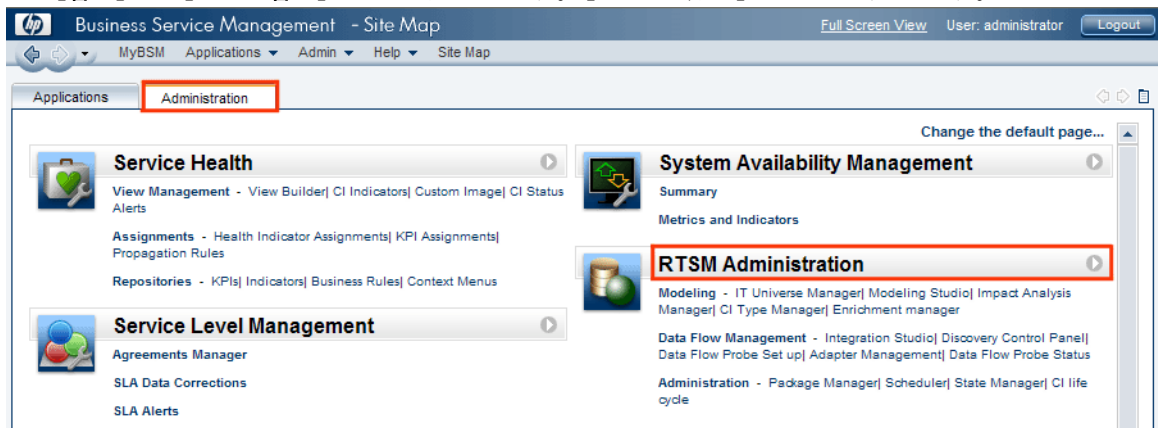 hp Business Service Management - Site Map Full Screen View User: administrator Logout
MyBSM Applications Admin Help Site Map
Applications Administration
Change the default page...
Service Health
View Management - View Builder| CI Indicators| Custom Image| CI Status
Alerts
Assignments - Health Indicator Assignments| KPI Assignments|
Propagation Rules
Repositories - KPIs| Indicators| Business Rules| Context Menus
Service Level Management
Agreements Manager
SLA Data Corrections
SLA Alerts
System Availability Management
Summary
Metrics and Indicators
RTSM Administration
Modeling - IT Universe Manager| Modeling Studio| Impact Analysis
Manager| CI Type Manager| Enrichment manager
Data Flow Management - Integration Studio| Discovery Control Panel|
Data Flow Probe Set up| Adapter Management| Data Flow Probe Status
Administration - Package Manager| Scheduler| State Manager| CI life
cycle